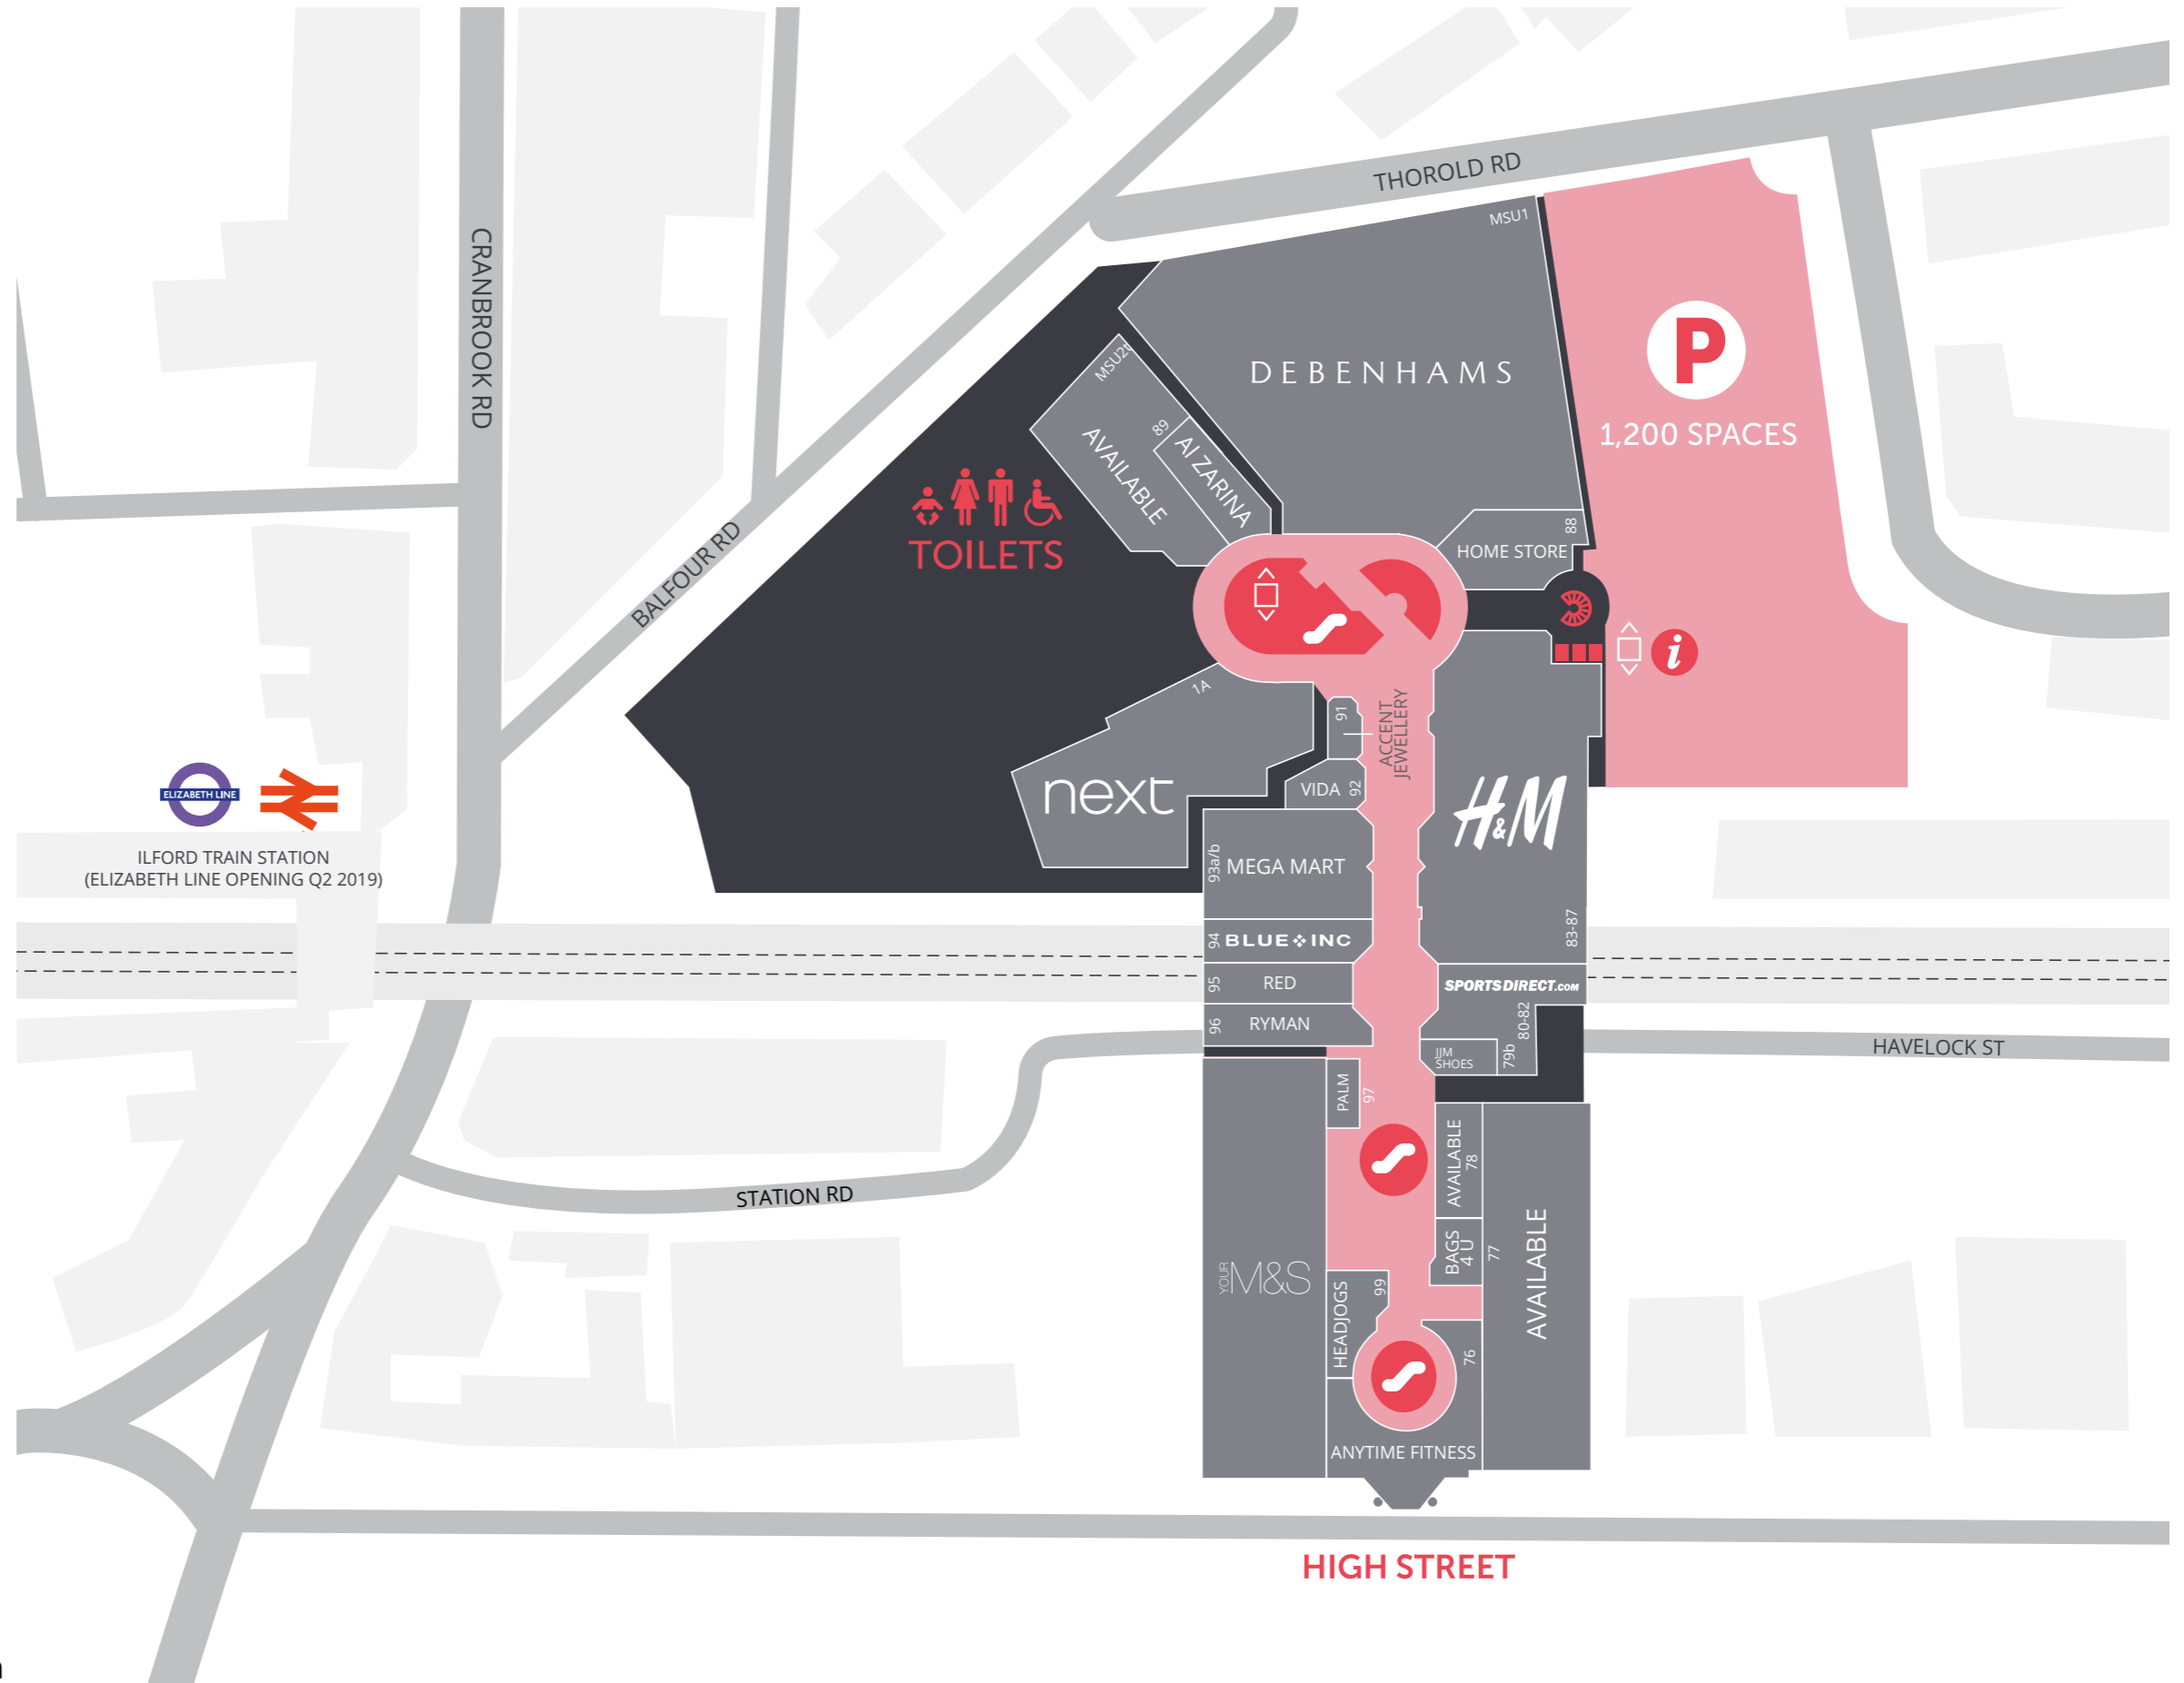 THOROLD RD
MSU1
CRANBROOK RD
P
1,200 SPACES
DEBENHAMS
89
AVAILABLE
AI ZARINA
88
HOME STORE
TOILETS
BALFOUR RD
i
1A
91
ACCENT
JEWELLERY
next
VIDA
92
H&M
ELIZABETH LINE
ILFORD TRAIN STATION
(ELIZABETH LINE OPENING Q2 2019)
93a/b
MEGA MART
83-87
94
BLUE INC
95
RED
SPORTSDIRECT.COM
96
RYMAN
80-82
JJM
SHOES
79b
HAVELOCK ST
PALM
97
AVAILABLE
78
STATION RD
BAGS
4 U
77
AVAILABLE
YOUR
M&S
HEADJOGS
99
76
ANYTIME FITNESS
HIGH STREET